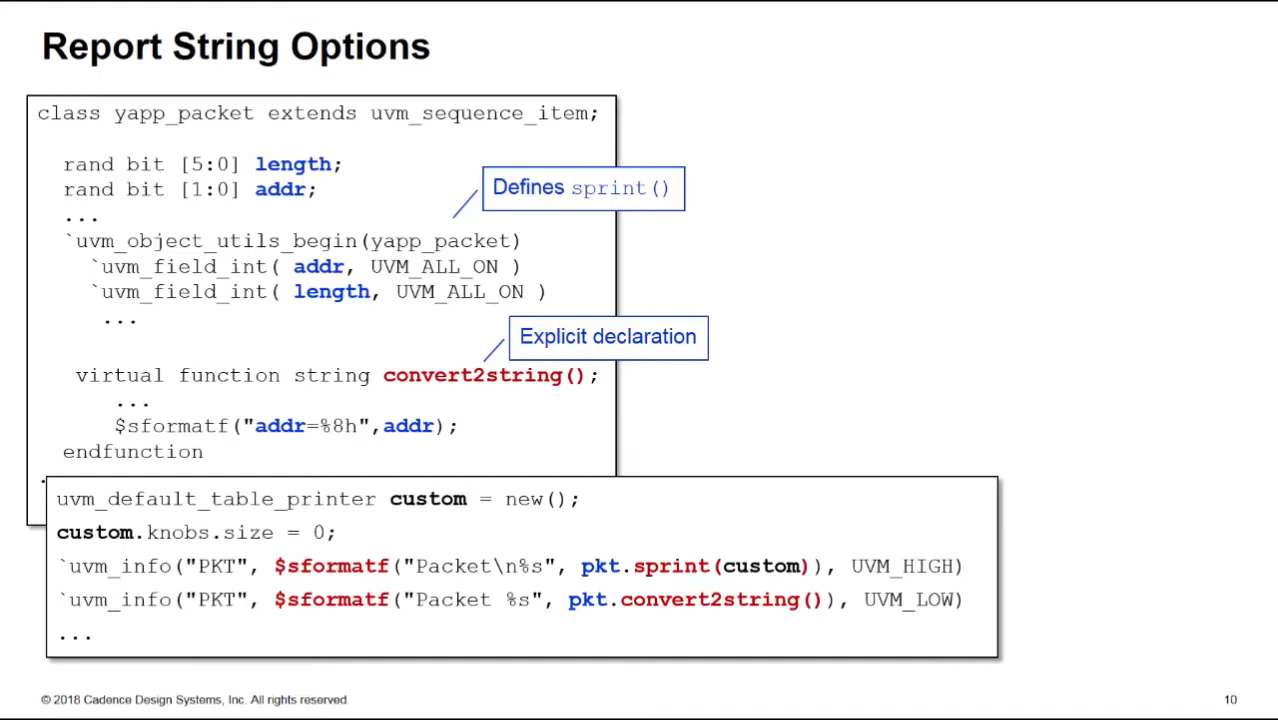 Report String Options
class yapp_packet extends uvm_sequence_item;
rand bit [5:0] length;
rand bit [1:0] addr;
...
Defines sprint()
`uvm_object_utils_begin(yapp_packet)
`uvm_field_int( addr, UVM_ALL_ON )
`uvm_field_int( length, UVM_ALL_ON )
...
Explicit declaration
virtual function string convert2string();
...
$sformatf("addr=%8h",addr);
endfunction
.
uvm_default_table_printer custom = new();
custom.knobs.size = 0;
`uvm_info("PKT", $sformatf("Packet\n%s", pkt.sprint(custom)), UVM_HIGH)
`uvm_info("PKT", $sformatf("Packet %s", pkt.convert2string()), UVM_LOW)
...
© 2018 Cadence Design Systems, Inc. All rights reserved
10